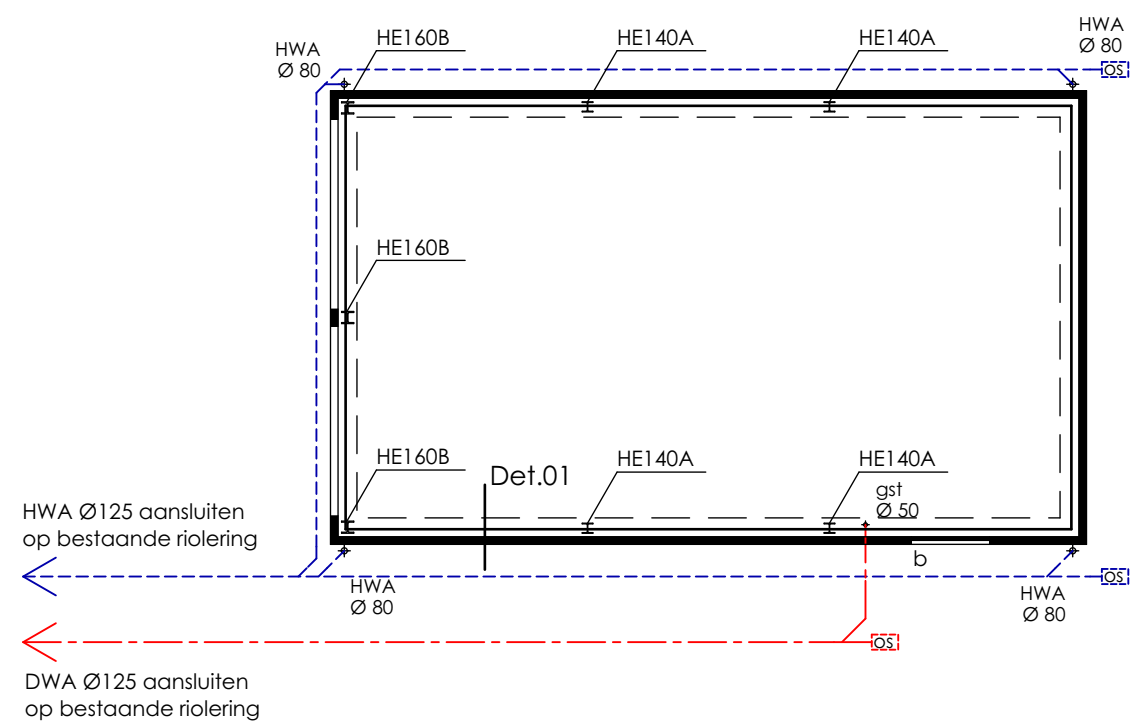 HWA
Ø 80
HE160B
HE140A
HE140A
HWA
Ø 80
OS
HE160B
HE160B
Det.01
HE140A
HE140A
gst
Ø 50
HWA Ø125 aansluiten
op bestaande riolering
b
HWA
Ø 80
HWA
Ø 80
OS
OS
DWA Ø125 aansluiten
op bestaande riolering